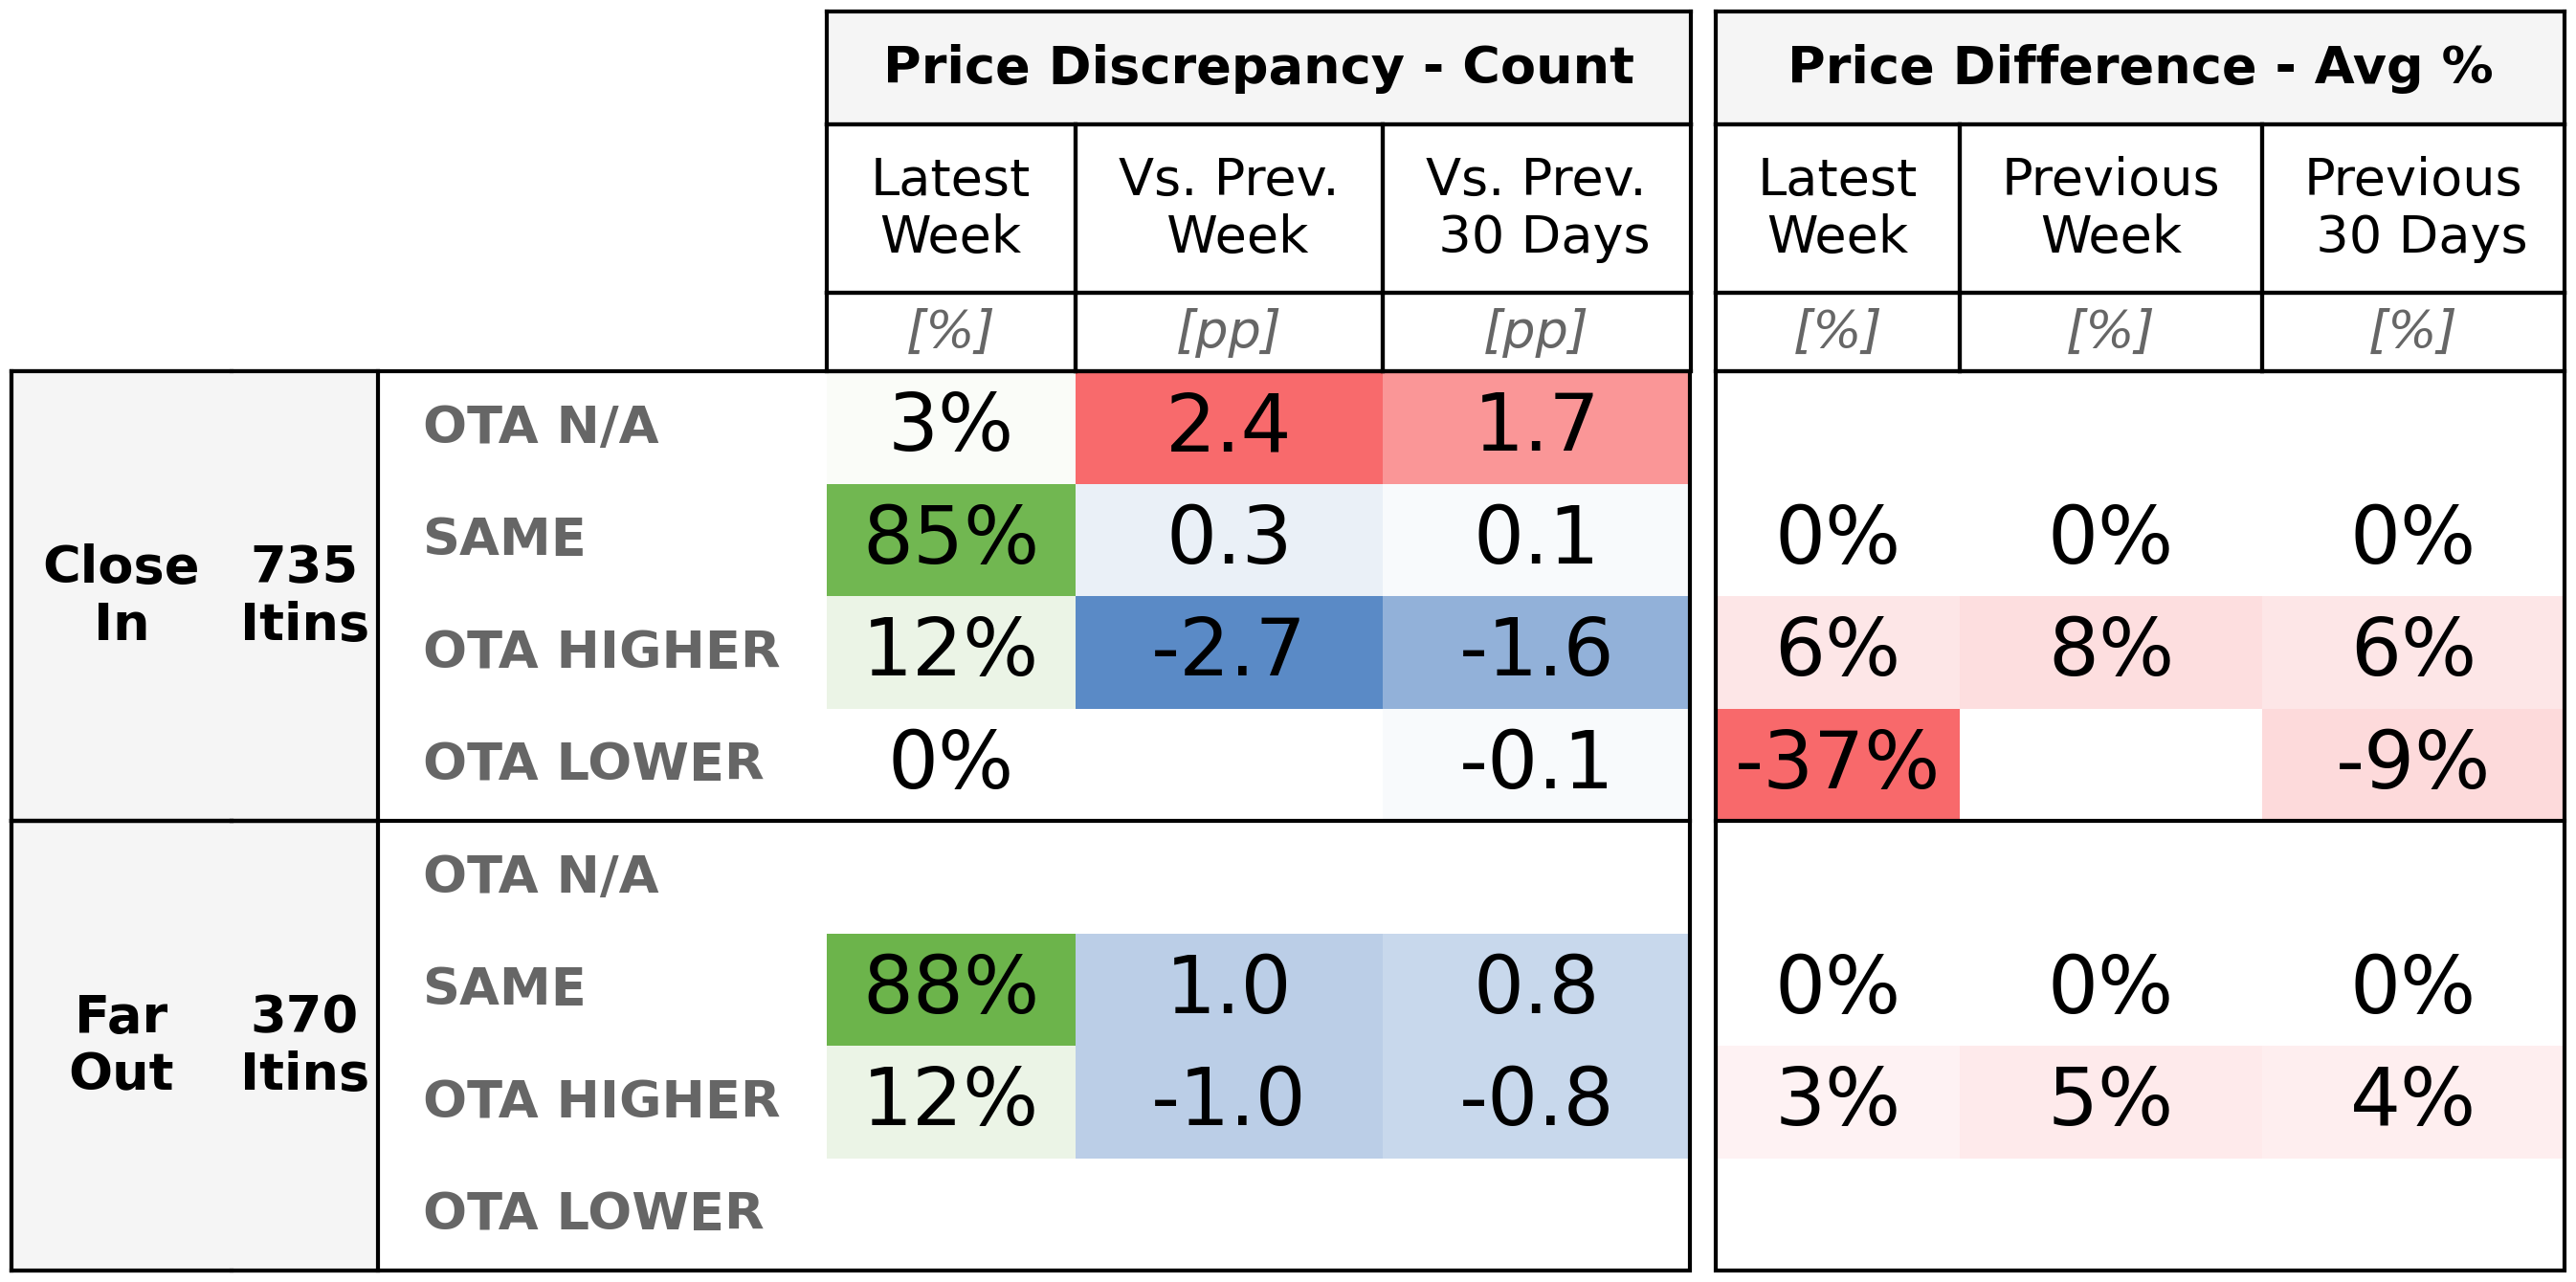 Price Discrepancy - Count Price Difference - Avg %
Latest Week Vs. Prev. Week Vs. Prev. 30 Days Latest Week Previous Week Previous 30 Days
[%] [pp] [pp] [%] [%] [%]
Close In 735 Itins
OTA N/A 3% 2.4 1.7
SAME 85% 0.3 0.1 0% 0% 0%
OTA HIGHER 12% -2.7 -1.6 6% 8% 6%
OTA LOWER 0% -0.1 -37% -9%
Far Out 370 Itins
OTA N/A
SAME 88% 1.0 0.8 0% 0% 0%
OTA HIGHER 12% -1.0 -0.8 3% 5% 4%
OTA LOWER